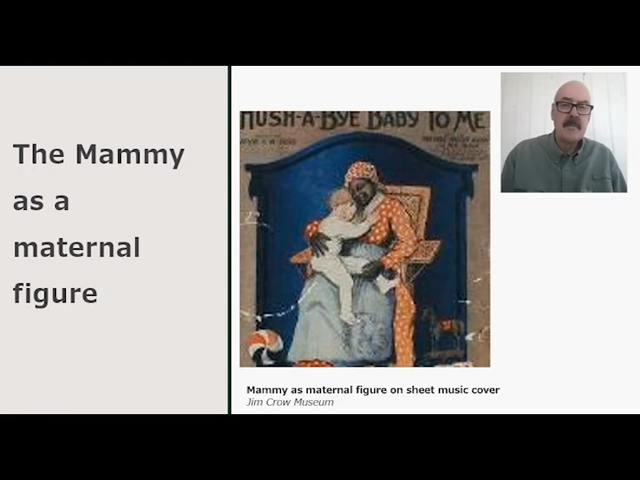 The Mammy
as a
maternal
figure
HUSH-A-BYE BABY TO ME
Mammy as maternal figure on sheet music cover
Jim Crow Museum